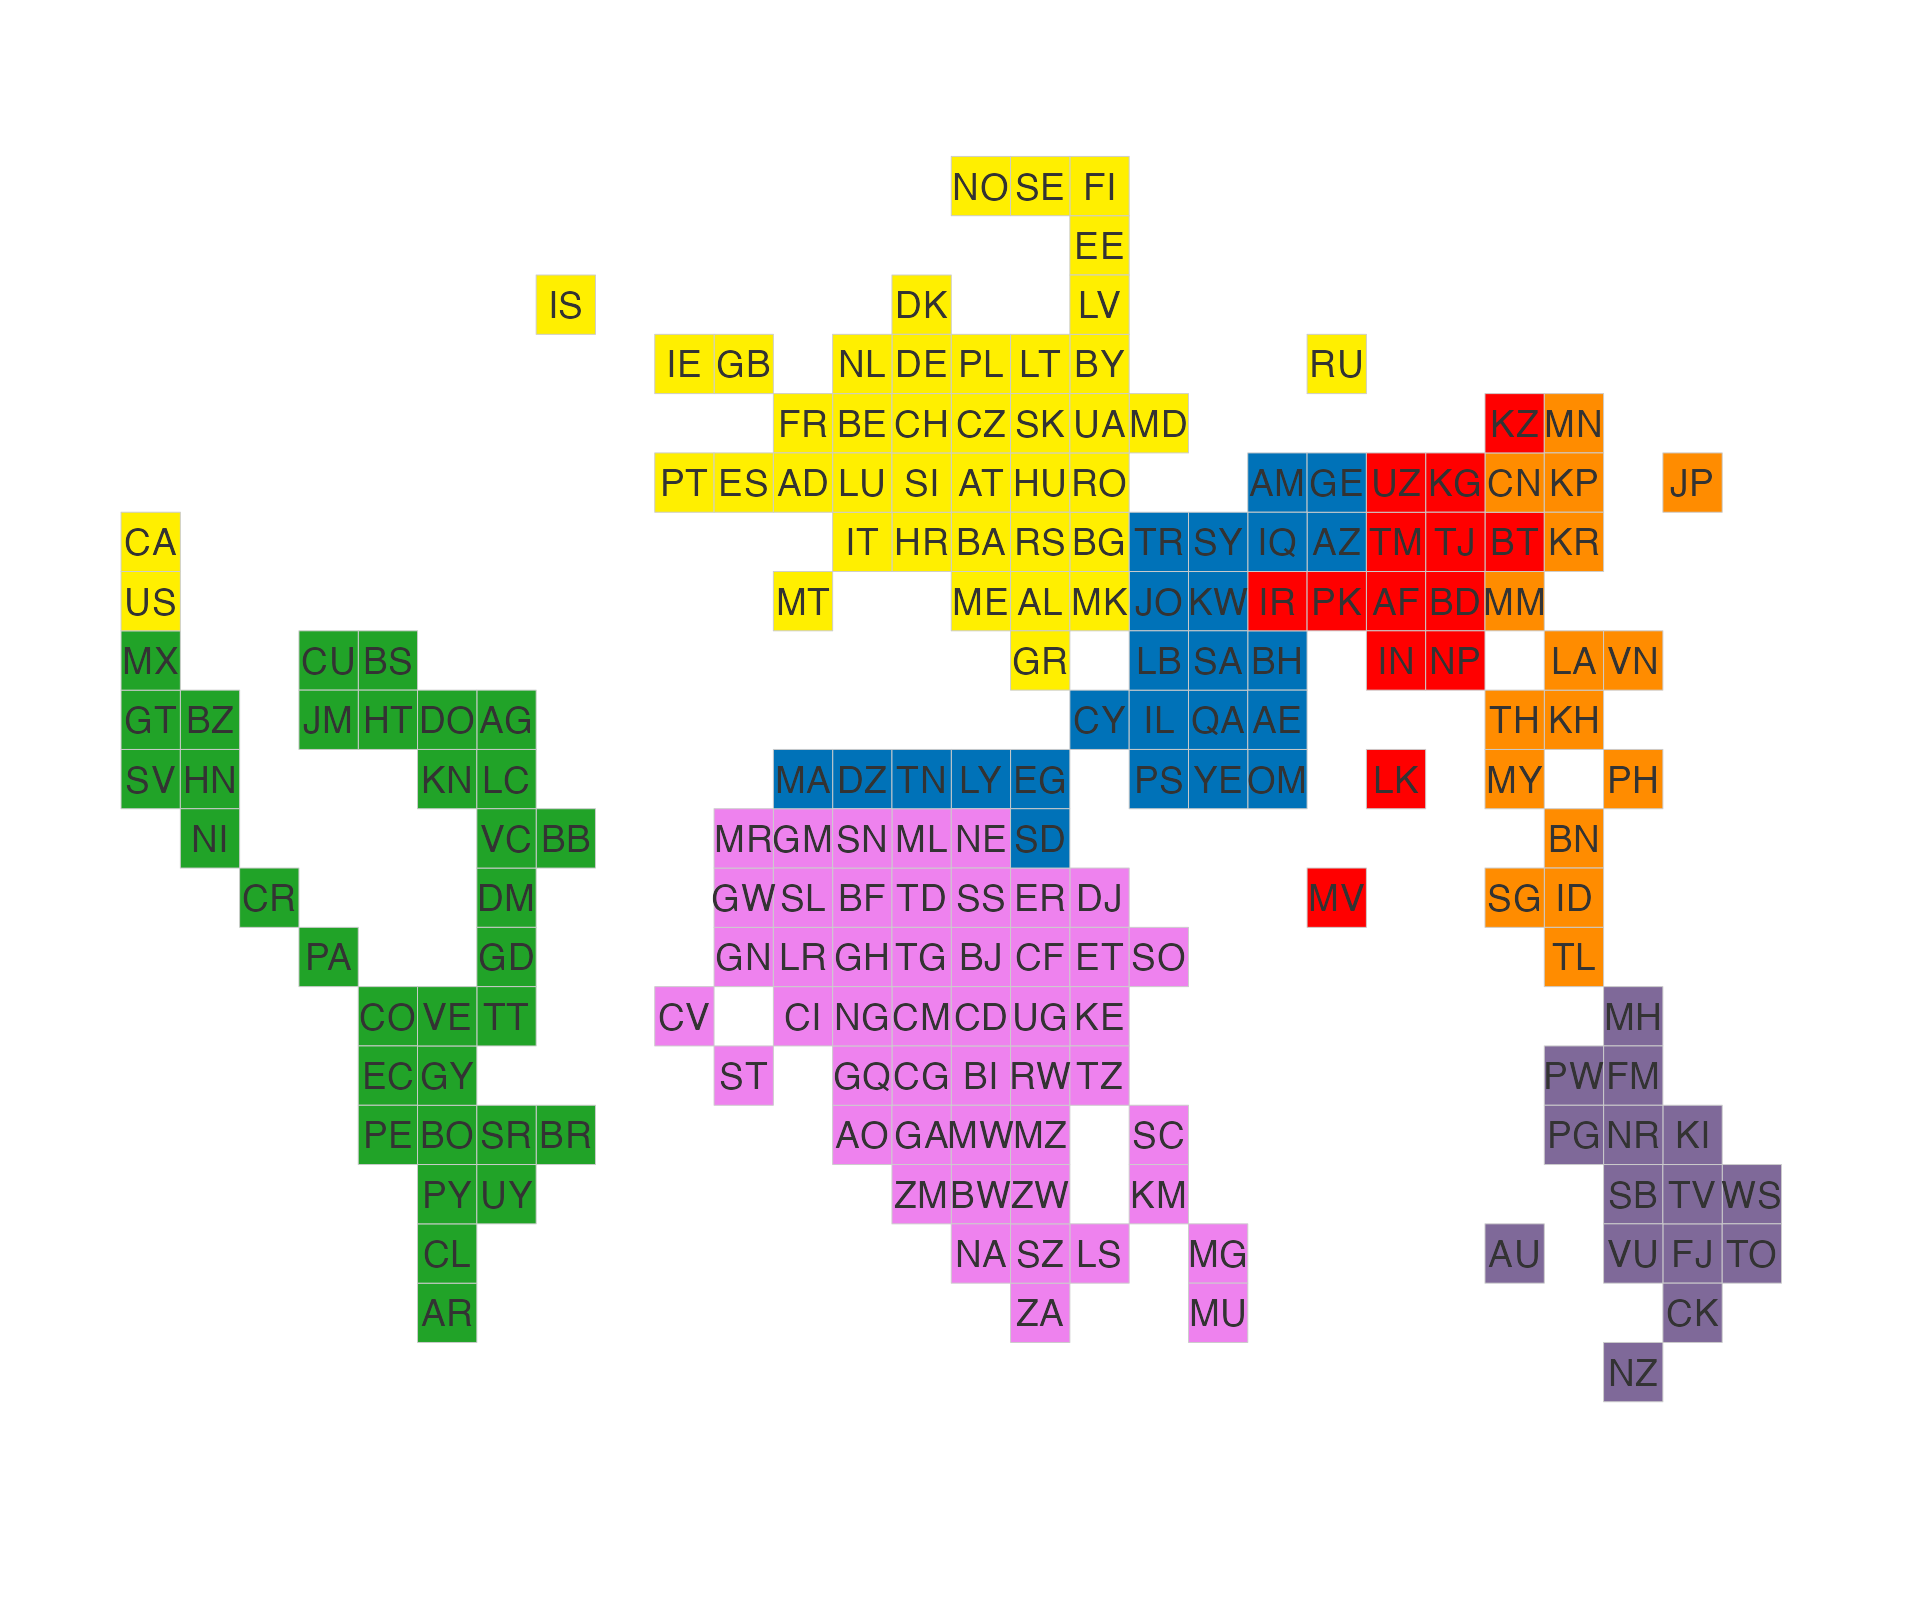 NO SE FI
EE
IS DK LV
IE GB NL DE PL LT BY RU
FR BE CH CZ SK UA MD KZ MN
PT ES AD LU SI AT HU RO AM GE UZ KG CN KP JP
CA IT HR BA RS BG TR SY IQ AZ TM TJ BT KR
US MT ME AL MK JO KW IR PK AF BD MM
MX CU BS GR LB SA BH IN NP LA VN
GT BZ JM HT DO AG CY IL QA AE TH KH
SV HN KN LC MA DZ TN LY EG PS YE OM LK MY PH
NI VC BB MR GM SN ML NE SD BN
CR DM GW SL BF TD SS ER DJ MV SG ID
PA GD GN LR GH TG BJ CF ET SO TL
CO VE TT CV CI NG CM CD UG KE MH
EC GY ST GQ CG BI RW TZ PW FM
PE BO SR BR AO GA MW MZ SC PG NR KI
PY UY ZM BW ZW KM SB TV WS
CL NA SZ LS MG AU VU FJ TO
AR ZA MU CK
NZ